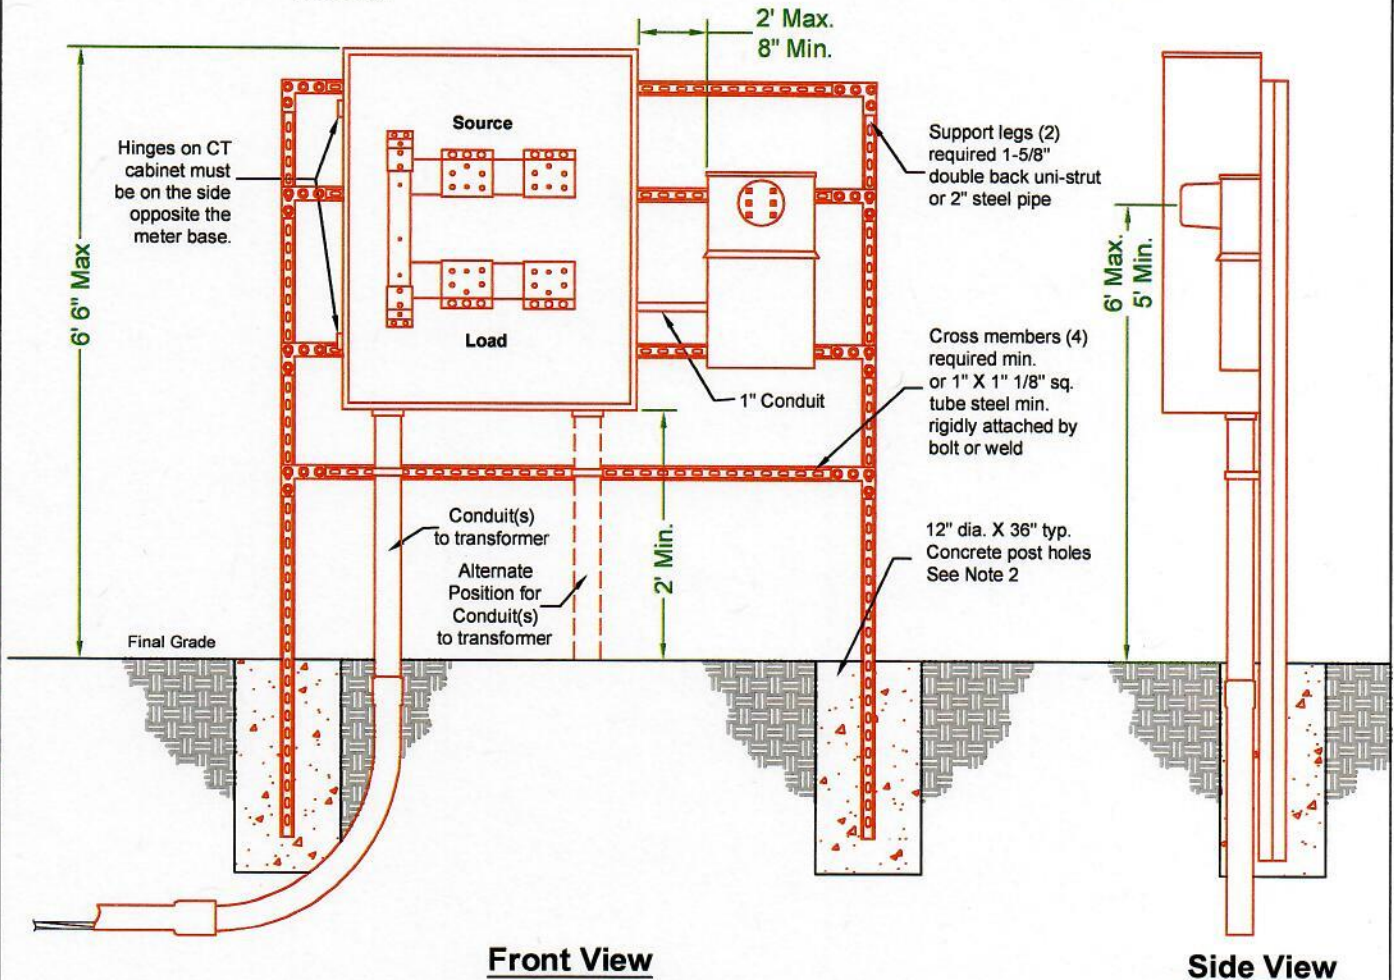 2' Max.
8" Min.
Hinges on CT
cabinet must
be on the side
opposite the
meter base.
Source
Load
Support legs (2)
required 1-5/8"
double back uni-strut
or 2" steel pipe
6' 6" Max
6' Max.
5' Min.
1" Conduit
Cross members (4)
required min.
or 1" X 1" 1/8" sq.
tube steel min.
rigidly attached by
bolt or weld
Conduit(s)
to transformer
Alternate
Position for
Conduit(s)
to transformer
2' Min.
12" dia. X 36" typ.
Concrete post holes
See Note 2
Final Grade
Front View
Side View